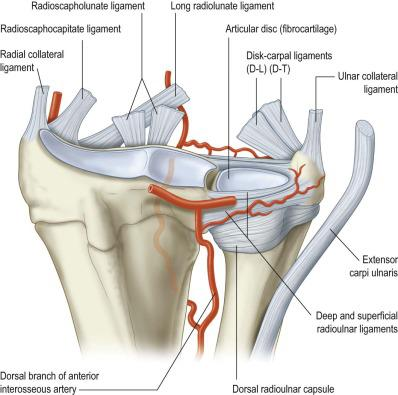 Radioscapholunate ligament
Long radiolunate ligament
Radioscaphocapitate ligament
Articular disc (fibrocartilage)
Radial collateral
ligament
Disk-carpal ligaments
(D-L) (D-T)
Ulnar collateral
ligament
Extensor
carpi ulnaris
Deep and superficial
radioulnar ligaments
Dorsal branch of anterior
interosseous artery
Dorsal radioulnar capsule